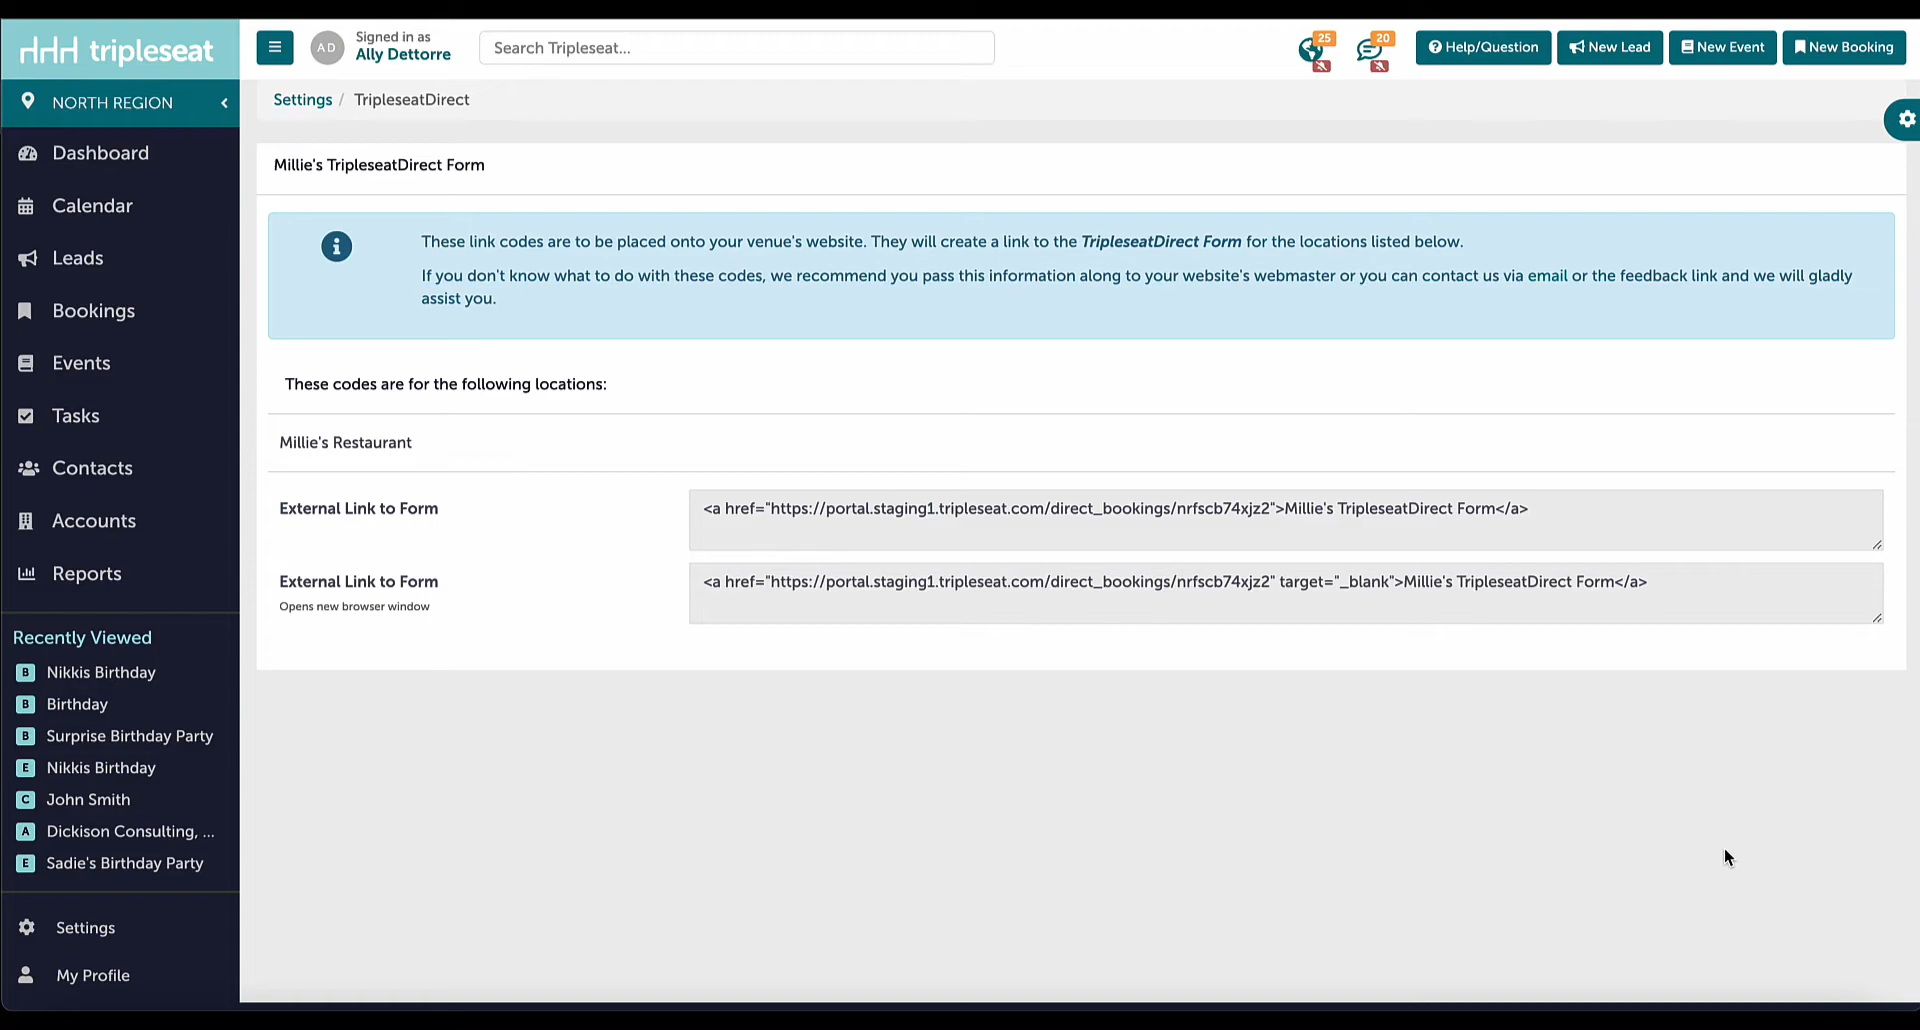 tripleseat
NORTH REGION
Dashboard
Calendar
Leads
Bookings
Events
Tasks
Contacts
Accounts
Reports
Recently Viewed
B Nikkis Birthday
B Birthday
B Surprise Birthday Party
E Nikkis Birthday
C John Smith
A Dickison Consulting, ...
E Sadie's Birthday Party
Settings
My Profile
AD
Signed in as
Ally Dettorre
Search Tripleseat...
25
20
Help/Question
New Lead
New Event
New Booking
Settings / TripleseatDirect
Millie's TripleseatDirect Form
These link codes are to be placed onto your venue's website. They will create a link to the TripleseatDirect Form for the locations listed below.
If you don't know what to do with these codes, we recommend you pass this information along to your website's webmaster or you can contact us via email or the feedback link and we will gladly
assist you.
These codes are for the following locations:
Millie's Restaurant
External Link to Form
<a href="https://portal.staging1.tripleseat.com/direct_bookings/nrfscb74xjz2">Millie's TripleseatDirect Form</a>
External Link to Form
Opens new browser window
<a href="https://portal.staging1.tripleseat.com/direct_bookings/nrfscb74xjz2" target="_blank">Millie's TripleseatDirect Form</a>